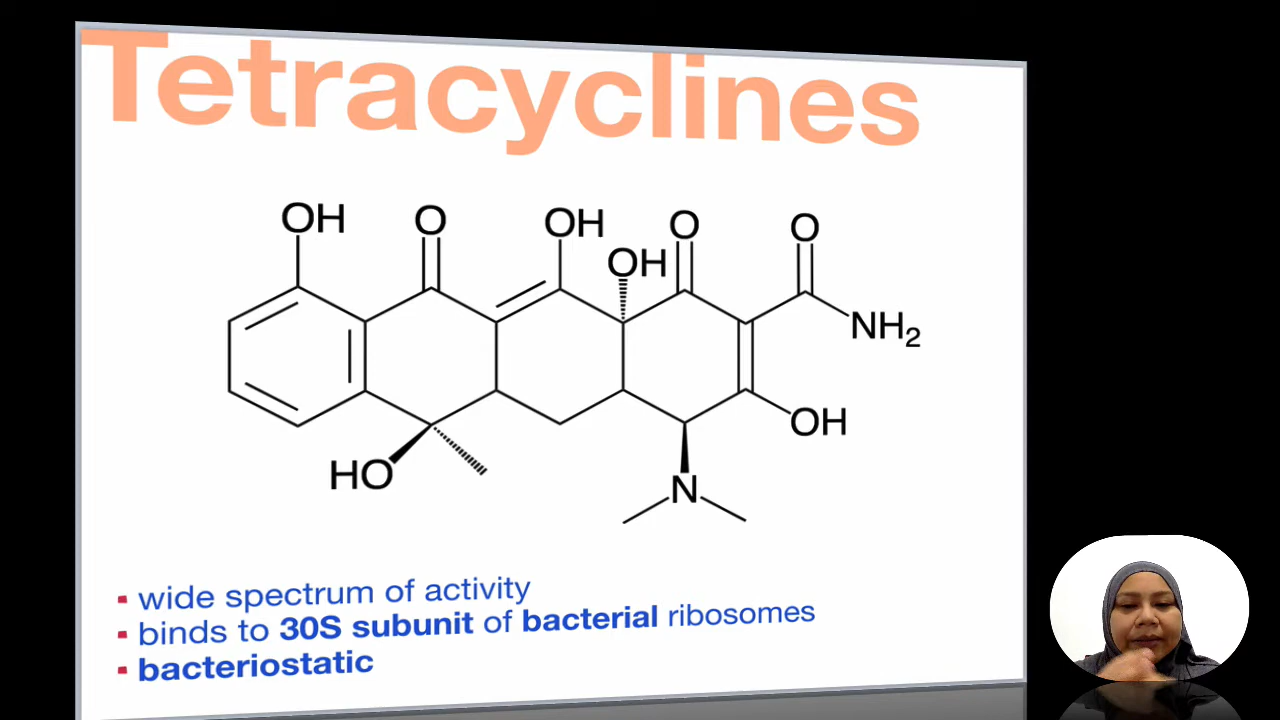 Tetracyclines
OH
O
OH
OH
O
O
NH2
OH
HO
N
wide spectrum of activity
binds to 30S subunit of bacterial ribosomes
bacteriostatic